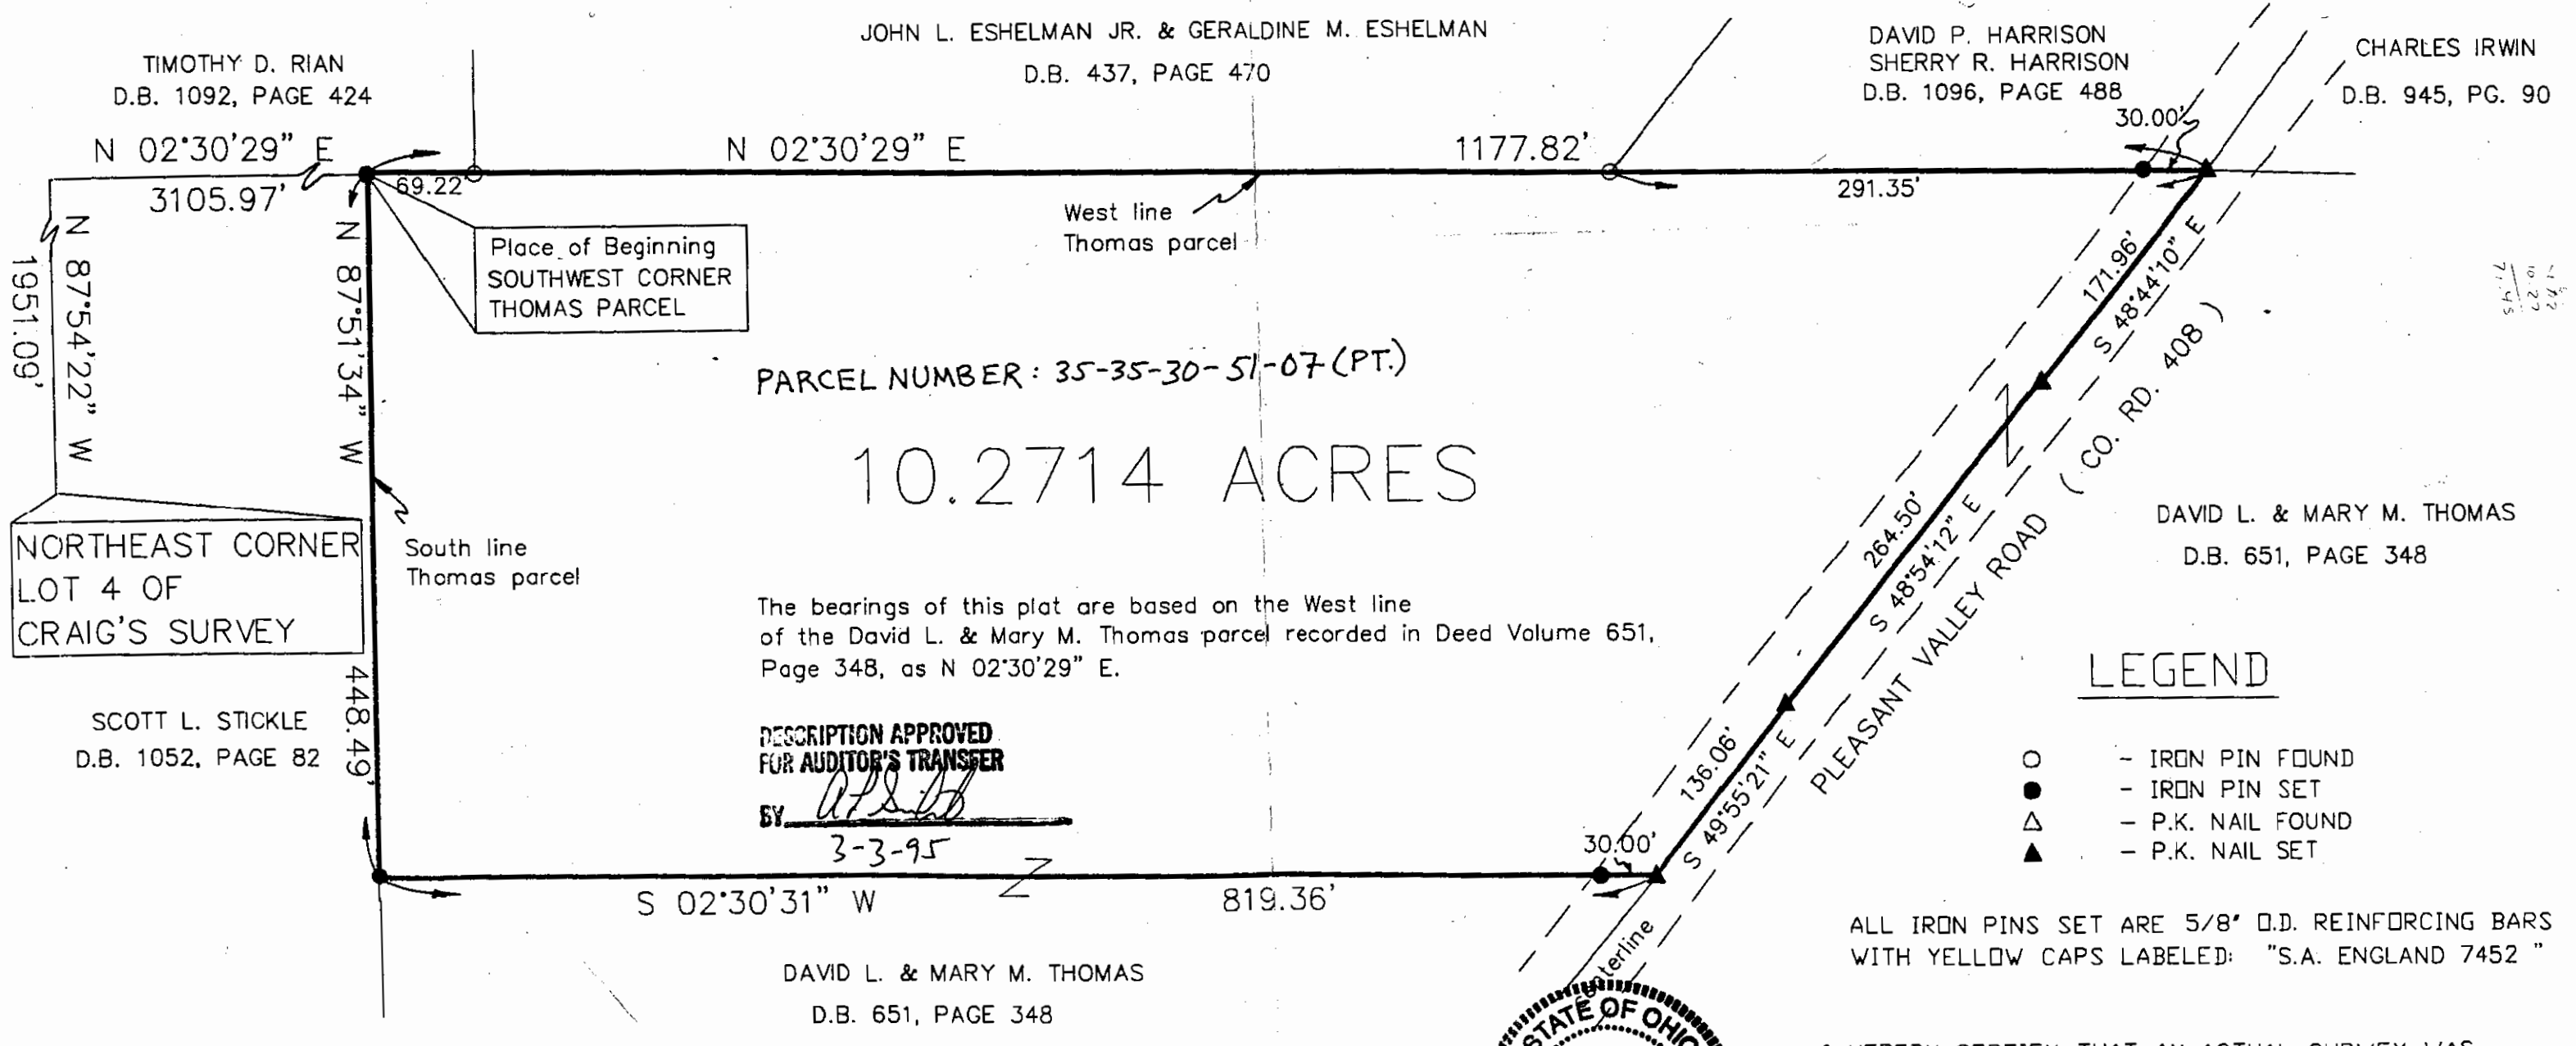 JOHN L. ESHELMAN JR. & GERALDINE M. ESHELMAN
D.B. 437, PAGE 470
TIMOTHY D. RIAN
D.B. 1092, PAGE 424
DAVID P. HARRISON
SHERRY R. HARRISON
D.B. 1096, PAGE 488
CHARLES IRWIN
D.B. 945, PG. 90
30.00'
N 02°30'29" E
3105.97'
69.22'
N 02°30'29" E
1177.82'
291.35'
West line
Thomas parcel
Place of Beginning
SOUTHWEST CORNER
THOMAS PARCEL
N 87°54'22" W
1951.09'
N 87°51'34" W
448.49'
171.96'
S 48°44'10" E
PARCEL NUMBER: 35-35-30-51-07 (PT.)
10.2714 ACRES
NORTHEAST CORNER
LOT 4 OF
CRAIG'S SURVEY
South line
Thomas parcel
264.50'
S 48°54'12" E
PLEASANT VALLEY ROAD ( CO. RD. 408 )
DAVID L. & MARY M. THOMAS
D.B. 651, PAGE 348
The bearings of this plat are based on the West line
of the David L. & Mary M. Thomas parcel recorded in Deed Volume 651,
Page 348, as N 02°30'29" E.
SCOTT L. STICKLE
D.B. 1052, PAGE 82
DESCRIPTION APPROVED
FOR AUDITOR'S TRANSFER
BY
3-3-95
136.06'
S 49°55'21" E
30.00'
LEGEND
- IRON PIN FOUND
- IRON PIN SET
- P.K. NAIL FOUND
- P.K. NAIL SET
S 02°30'31" W
819.36'
centerline
ALL IRON PINS SET ARE 5/8" O.D. REINFORCING BARS
WITH YELLOW CAPS LABELED: "S.A. ENGLAND 7452 "
DAVID L. & MARY M. THOMAS
D.B. 651, PAGE 348
STATE OF OHIO